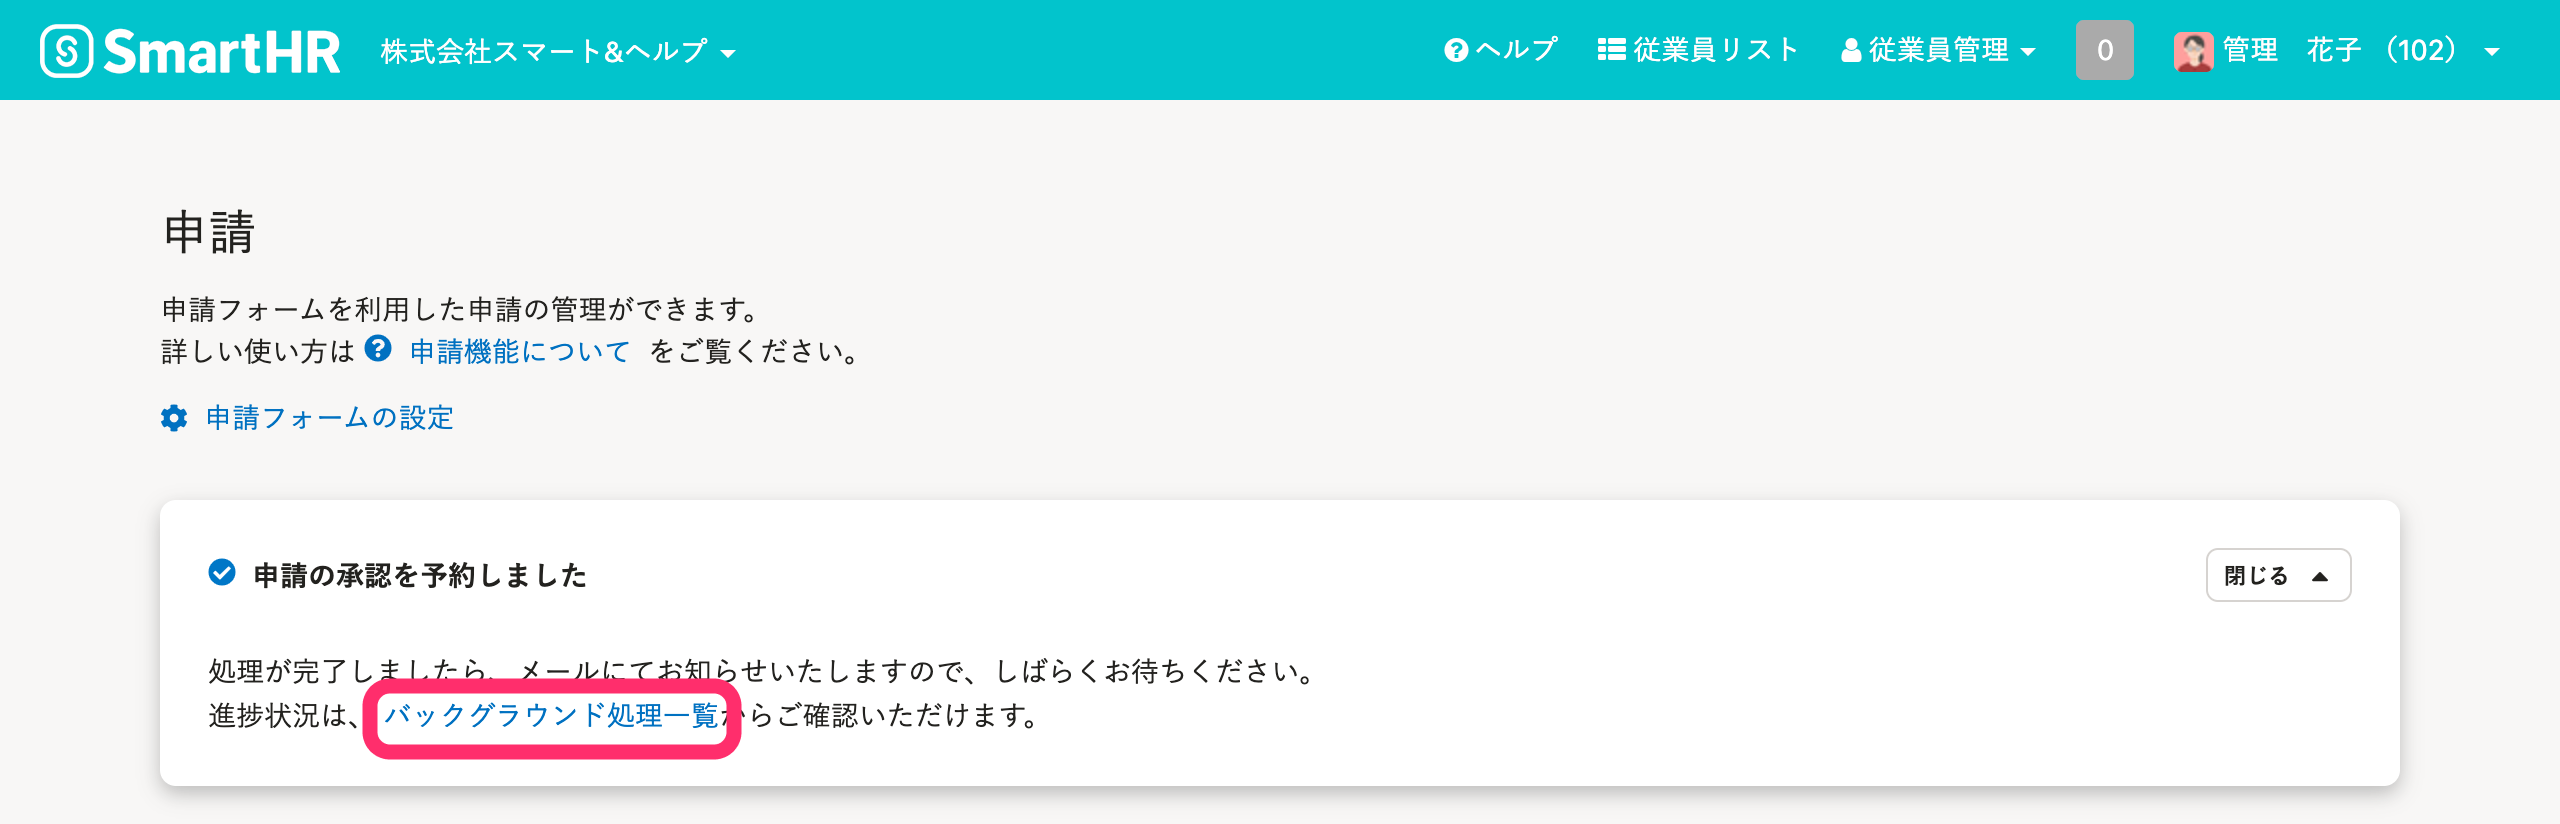 SmartHR 株式会社スマート&ヘルプ ヘルプ 従業員リスト 従業員管理 0 管理 花子 （102）
申請
申請フォームを利用した申請の管理ができます。
詳しい使い方は 申請機能について をご覧ください。
申請フォームの設定
申請の承認を予約しました 閉じる
処理が完了しましたら、メールにてお知らせいたしますので、しばらくお待ちください。
進捗状況は、バックグラウンド処理一覧からご確認いただけます。